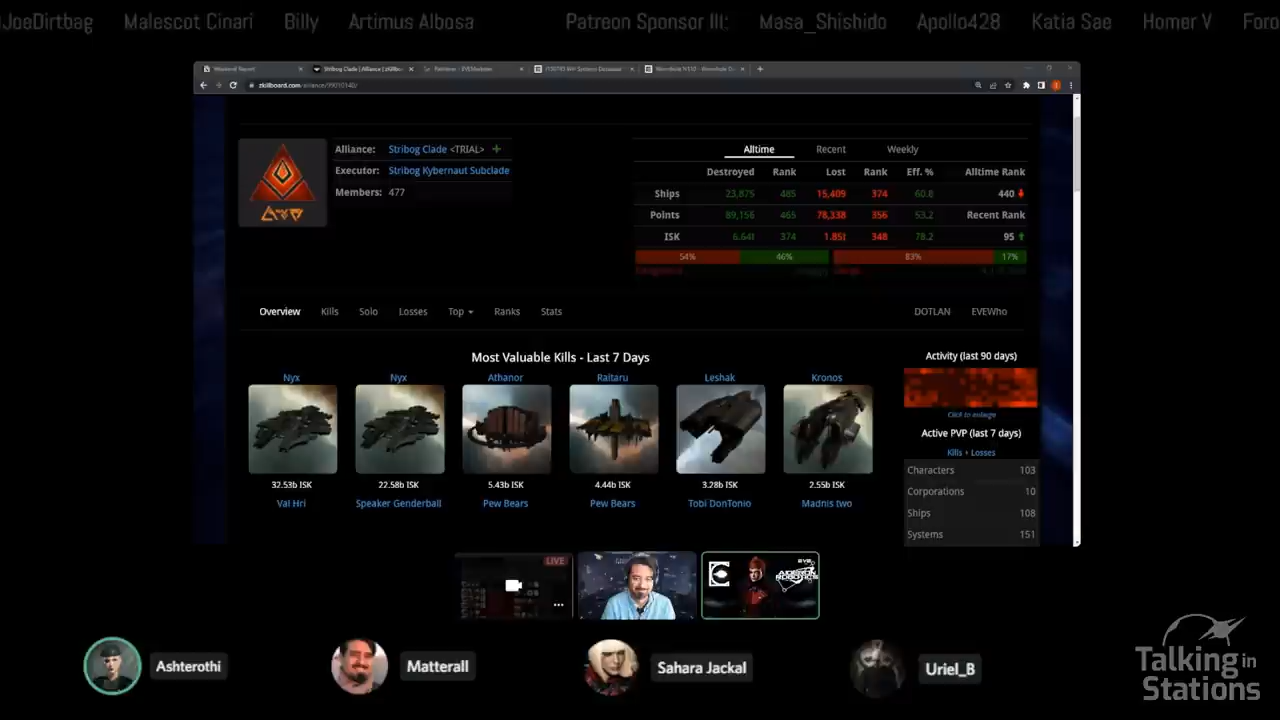 JoeDirtbag Malescot Cinari Billy Artimus Albosa Patreon Sponsor III: Masa_Shishido Apollo428 Katia Sae Homer V
Weekend Report
Stribog Clade | Alliance | zkillboard
zkillboard.com/alliance/99010140/
Alliance: Stribog Clade <TRIAL> +
Executor: Stribog Kybernaut Subclade
Members: 477
Alltime Recent Weekly
Destroyed Rank Lost Rank Eff. % Alltime Rank
Ships 23,875 485 15,409 374 60.8 440
Points 89,156 465 78,338 356 53.2 Recent Rank
ISK 6.64t 374 1.85t 348 78.2 95
54% 46% 83% 17%
Overview Kills Solo Losses Top Ranks Stats DOTLAN EVEWho
Most Valuable Kills - Last 7 Days
Nyx Nyx Athanor Raitaru Leshak Kronos
32.53b ISK 22.58b ISK 5.43b ISK 4.44b ISK 3.28b ISK 2.55b ISK
Val Hri Speaker Genderball Pew Bears Pew Bears Tobi DonTonio Madnis two
Activity (last 90 days)
Click to enlarge
Active PVP (last 7 days)
Kills + Losses
Characters 103
Corporations 10
Ships 108
Systems 151
LIVE
EVE
Ashterothi Matterall Sahara Jackal Uriel_B
Talking in
Stations